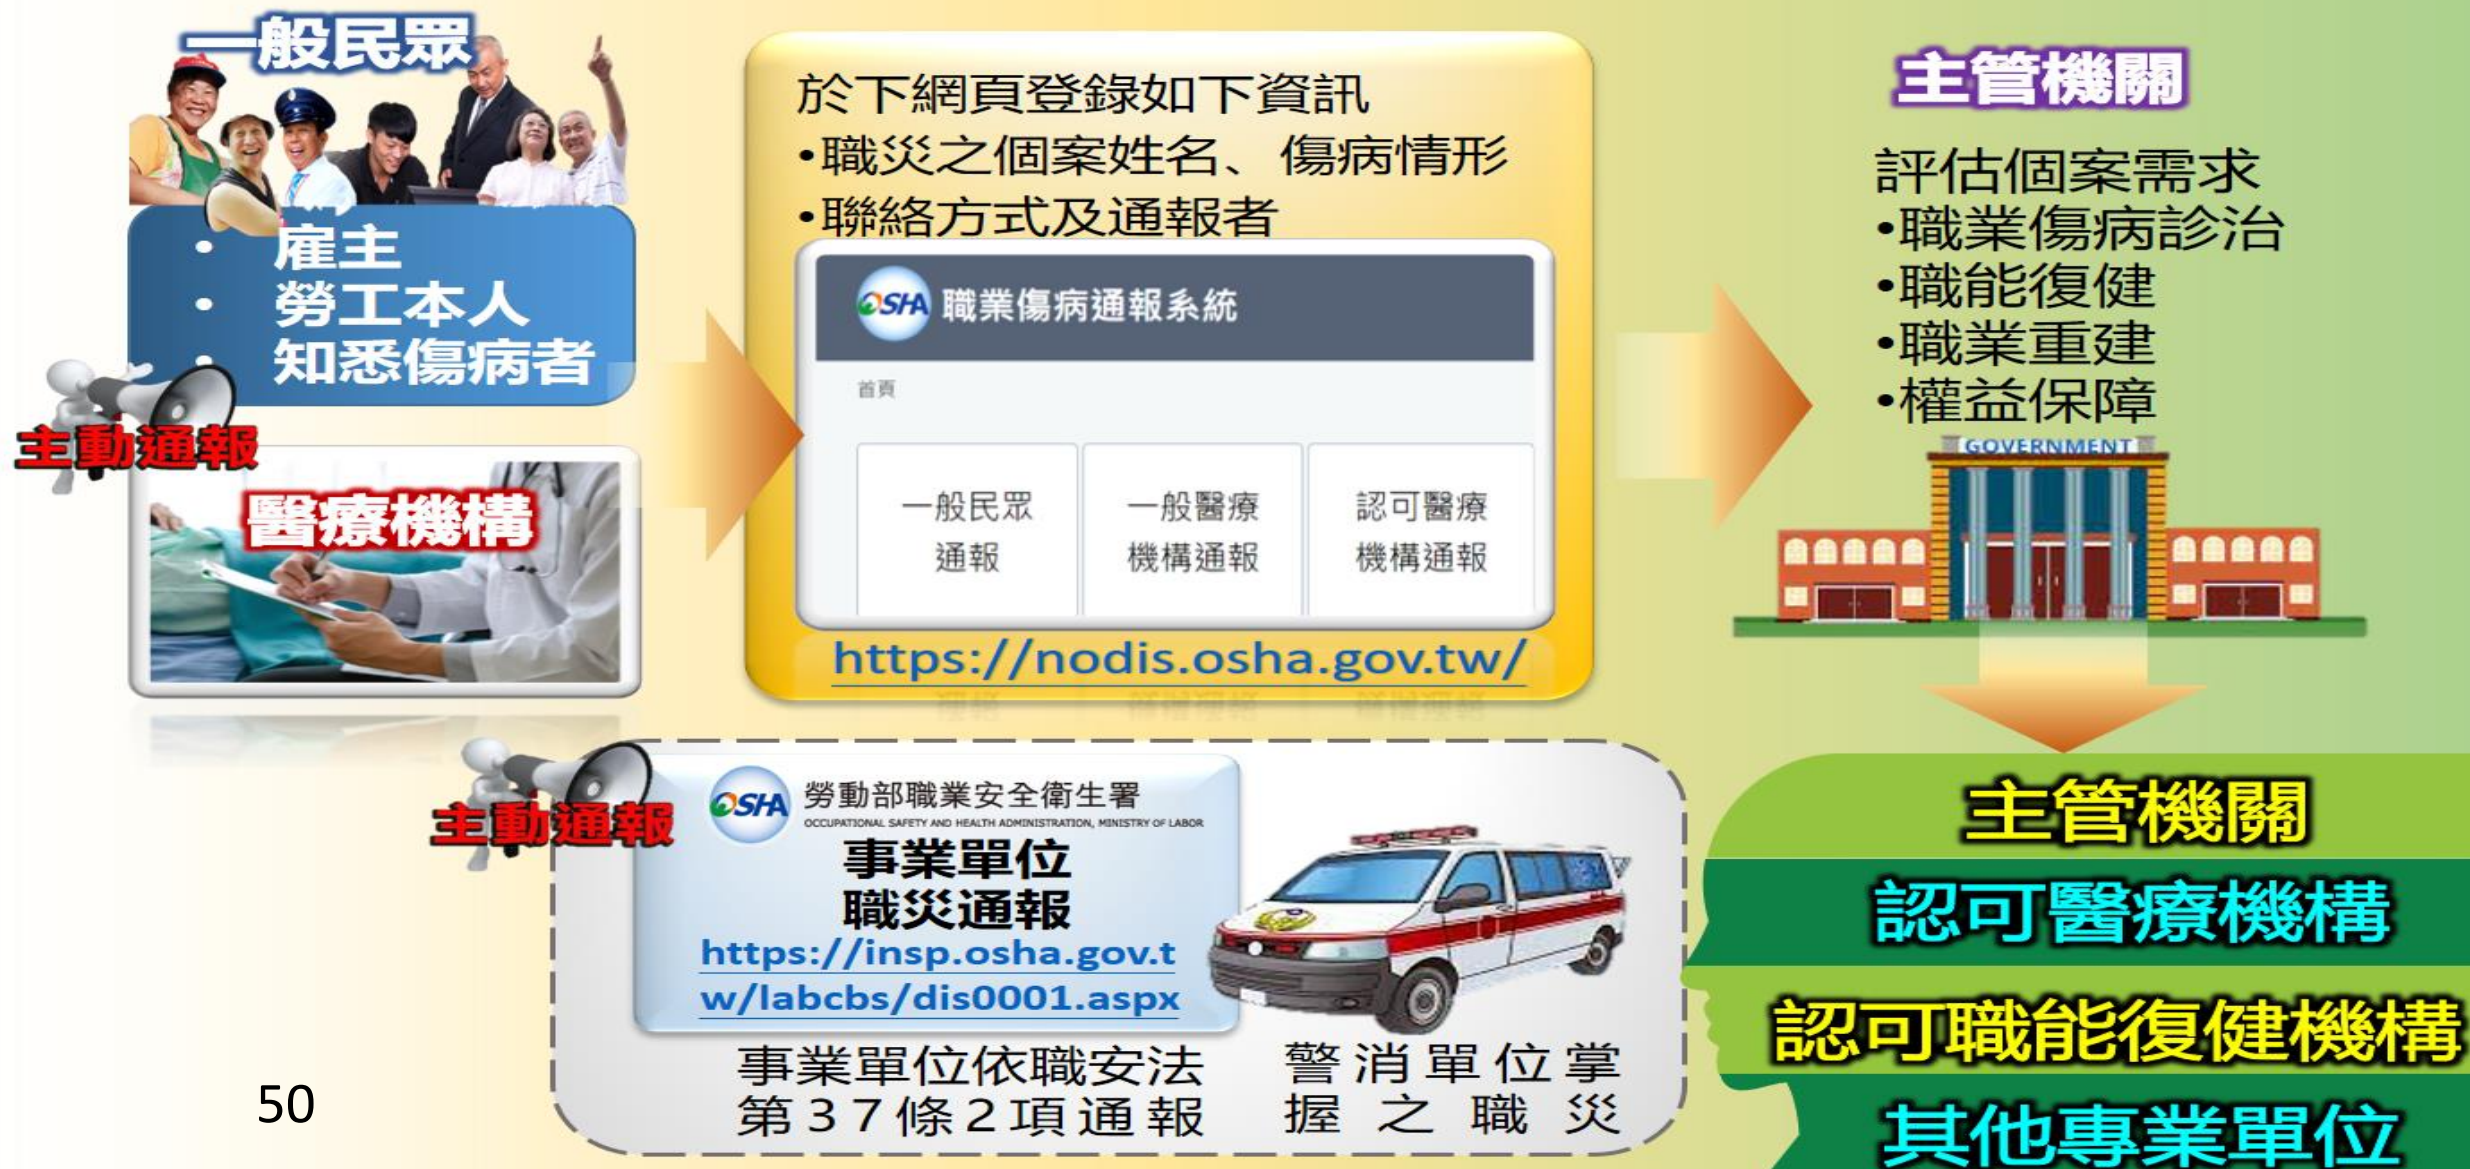 一般民眾
• 雇主
• 勞工本人
• 知悉傷病者
主動通報
醫療機構
於下網頁登錄如下資訊
•職災之個案姓名、傷病情形
•聯絡方式及通報者
OSHA 職業傷病通報系統
首頁
一般民眾
通報
一般醫療
機構通報
認可醫療
機構通報
https://nodis.osha.gov.tw/
主管機關
評估個案需求
•職業傷病診治
•職能復健
•職業重建
•權益保障
GOVERNMENT
主動通報
OSHA 勞動部職業安全衛生署
OCCUPATIONAL SAFETY AND HEALTH ADMINISTRATION, MINISTRY OF LABOR
事業單位
職災通報
https://insp.osha.gov.t
w/labcbs/dis0001.aspx
事業單位依職安法
第37條2項通報
警消單位掌
握之職災
主管機關
認可醫療機構
認可職能復健機構
其他專業單位
50